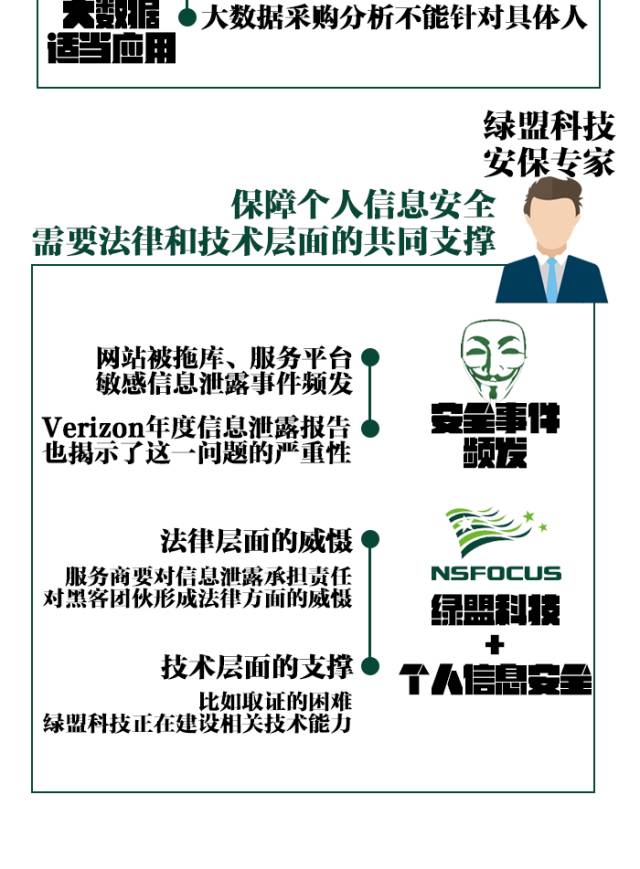 大数据
适当应用
大数据采购分析不能针对具体人
绿盟科技
安保专家
保障个人信息安全
需要法律和技术层面的共同支撑
网站被拖库、服务平台
敏感信息泄露事件频发
Verizon年度信息泄露报告
也揭示了这一问题的严重性
安全事件
频发
法律层面的威慑
服务商要对信息泄露承担责任
对黑客团伙形成法律方面的威慑
技术层面的支撑
比如取证的困难
绿盟科技正在建设相关技术能力
NSFOCUS
绿盟科技
+
个人信息安全